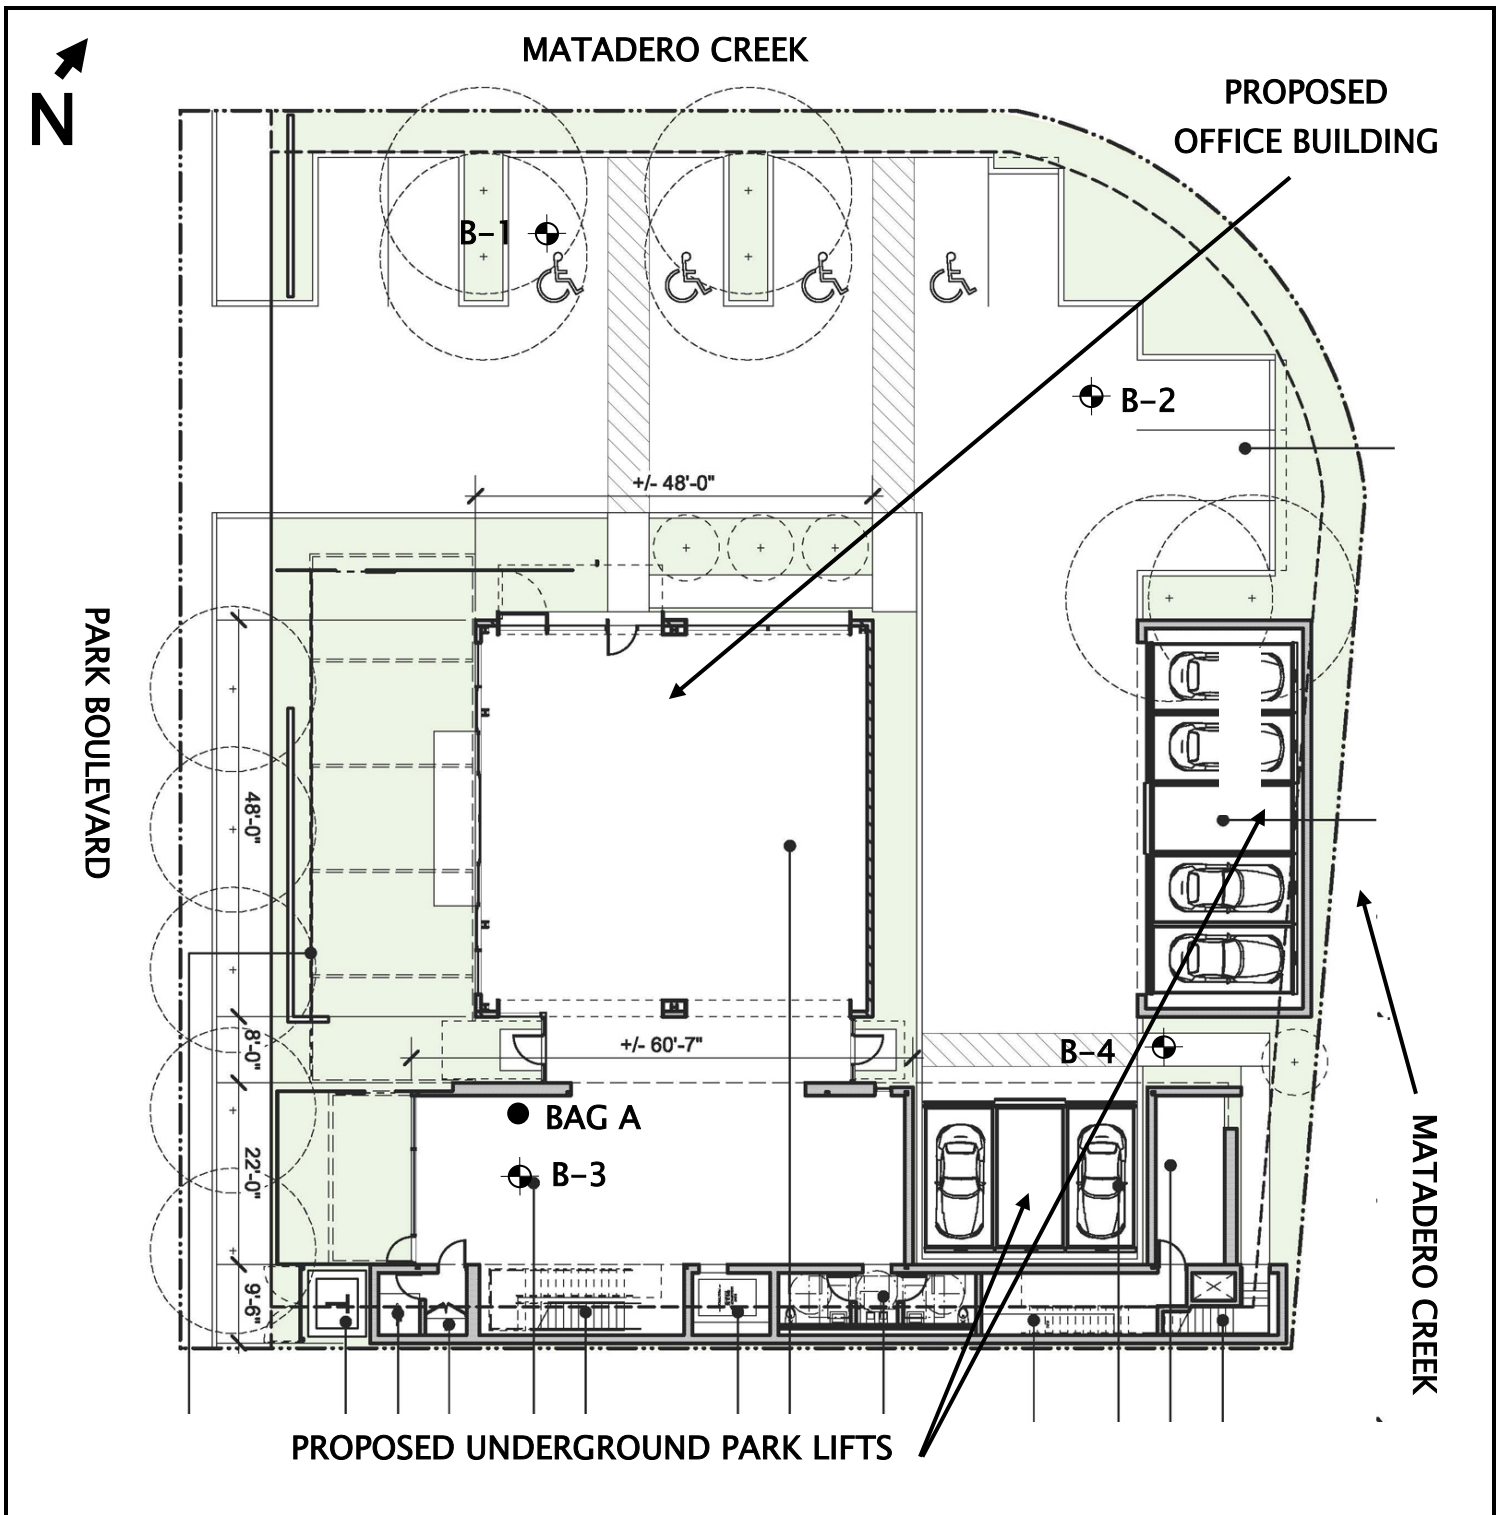 MATADERO CREEK
N
PROPOSED
OFFICE BUILDING
B-1
B-2
+/- 48'-0"
PARK BOULEVARD
48'-0"
8'-0"
+/- 60'-7"
B-4
BAG A
B-3
22'-0"
9'-6"
MATADERO CREEK
PROPOSED UNDERGROUND PARK LIFTS